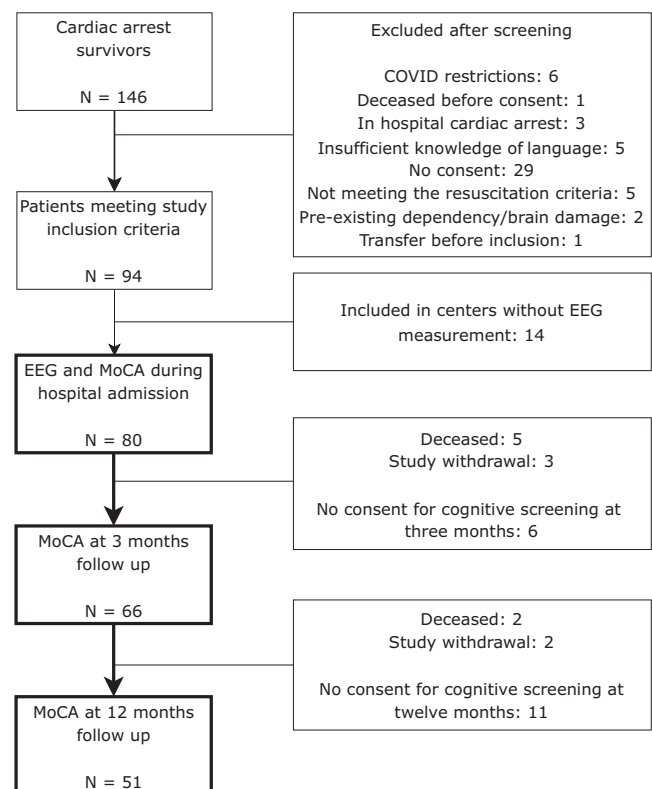 Cardiac arrest
survivors
N = 146
Excluded after screening
COVID restrictions: 6
Deceased before consent: 1
In hospital cardiac arrest: 3
Insufficient knowledge of language: 5
No consent: 29
Not meeting the resuscitation criteria: 5
Pre-existing dependency/brain damage: 2
Transfer before inclusion: 1
Patients meeting study
inclusion criteria
N = 94
Included in centers without EEG
measurement: 14
EEG and MoCA during
hospital admission
N = 80
Deceased: 5
Study withdrawal: 3
No consent for cognitive screening at
three months: 6
MoCA at 3 months
follow up
N = 66
Deceased: 2
Study withdrawal: 2
No consent for cognitive screening at
twelve months: 11
MoCA at 12 months
follow up
N = 51